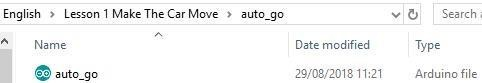 English > Lesson 1 Make The Car Move > auto_go
Search a
Name Date modified Type
auto_go 29/08/2018 11:21 Arduino file